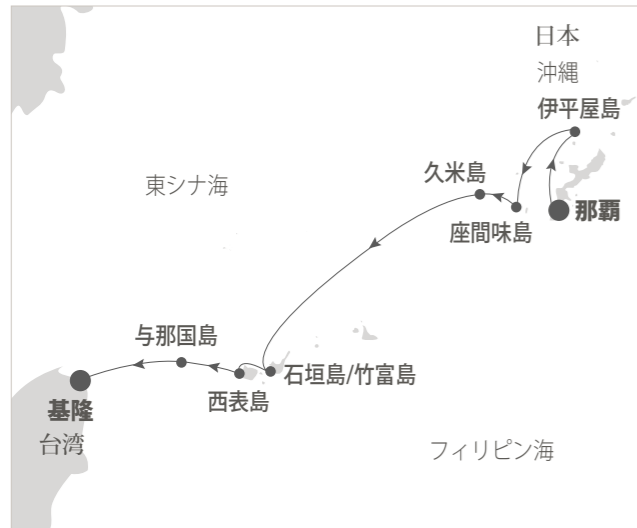 日本
沖縄
伊平屋島
久米島
東シナ海
那覇
座間味島
与那国島
石垣島/竹富島
西表島
基隆
台湾
フィリピン海